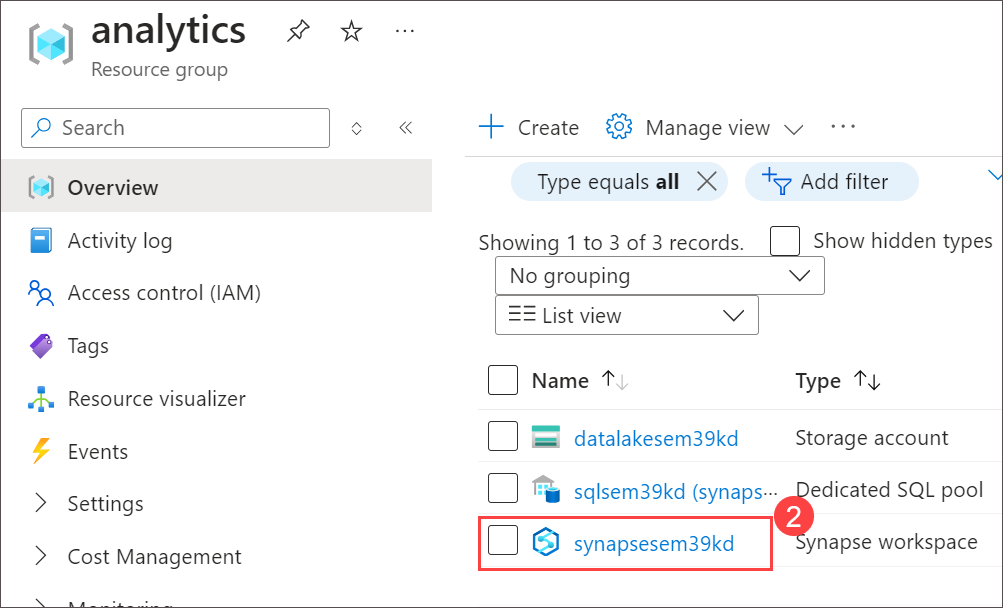 analytics
Resource group
Search
Overview
Activity log
Access control (IAM)
Tags
Resource visualizer
Events
Settings
Cost Management
Monitoring
Create
Manage view
Type equals all
Add filter
Showing 1 to 3 of 3 records.
Show hidden types
No grouping
List view
Name Type
datalakesem39kd Storage account
sqlsem39kd (synaps··· Dedicated SQL pool
2
synapsesem39kd Synapse workspace